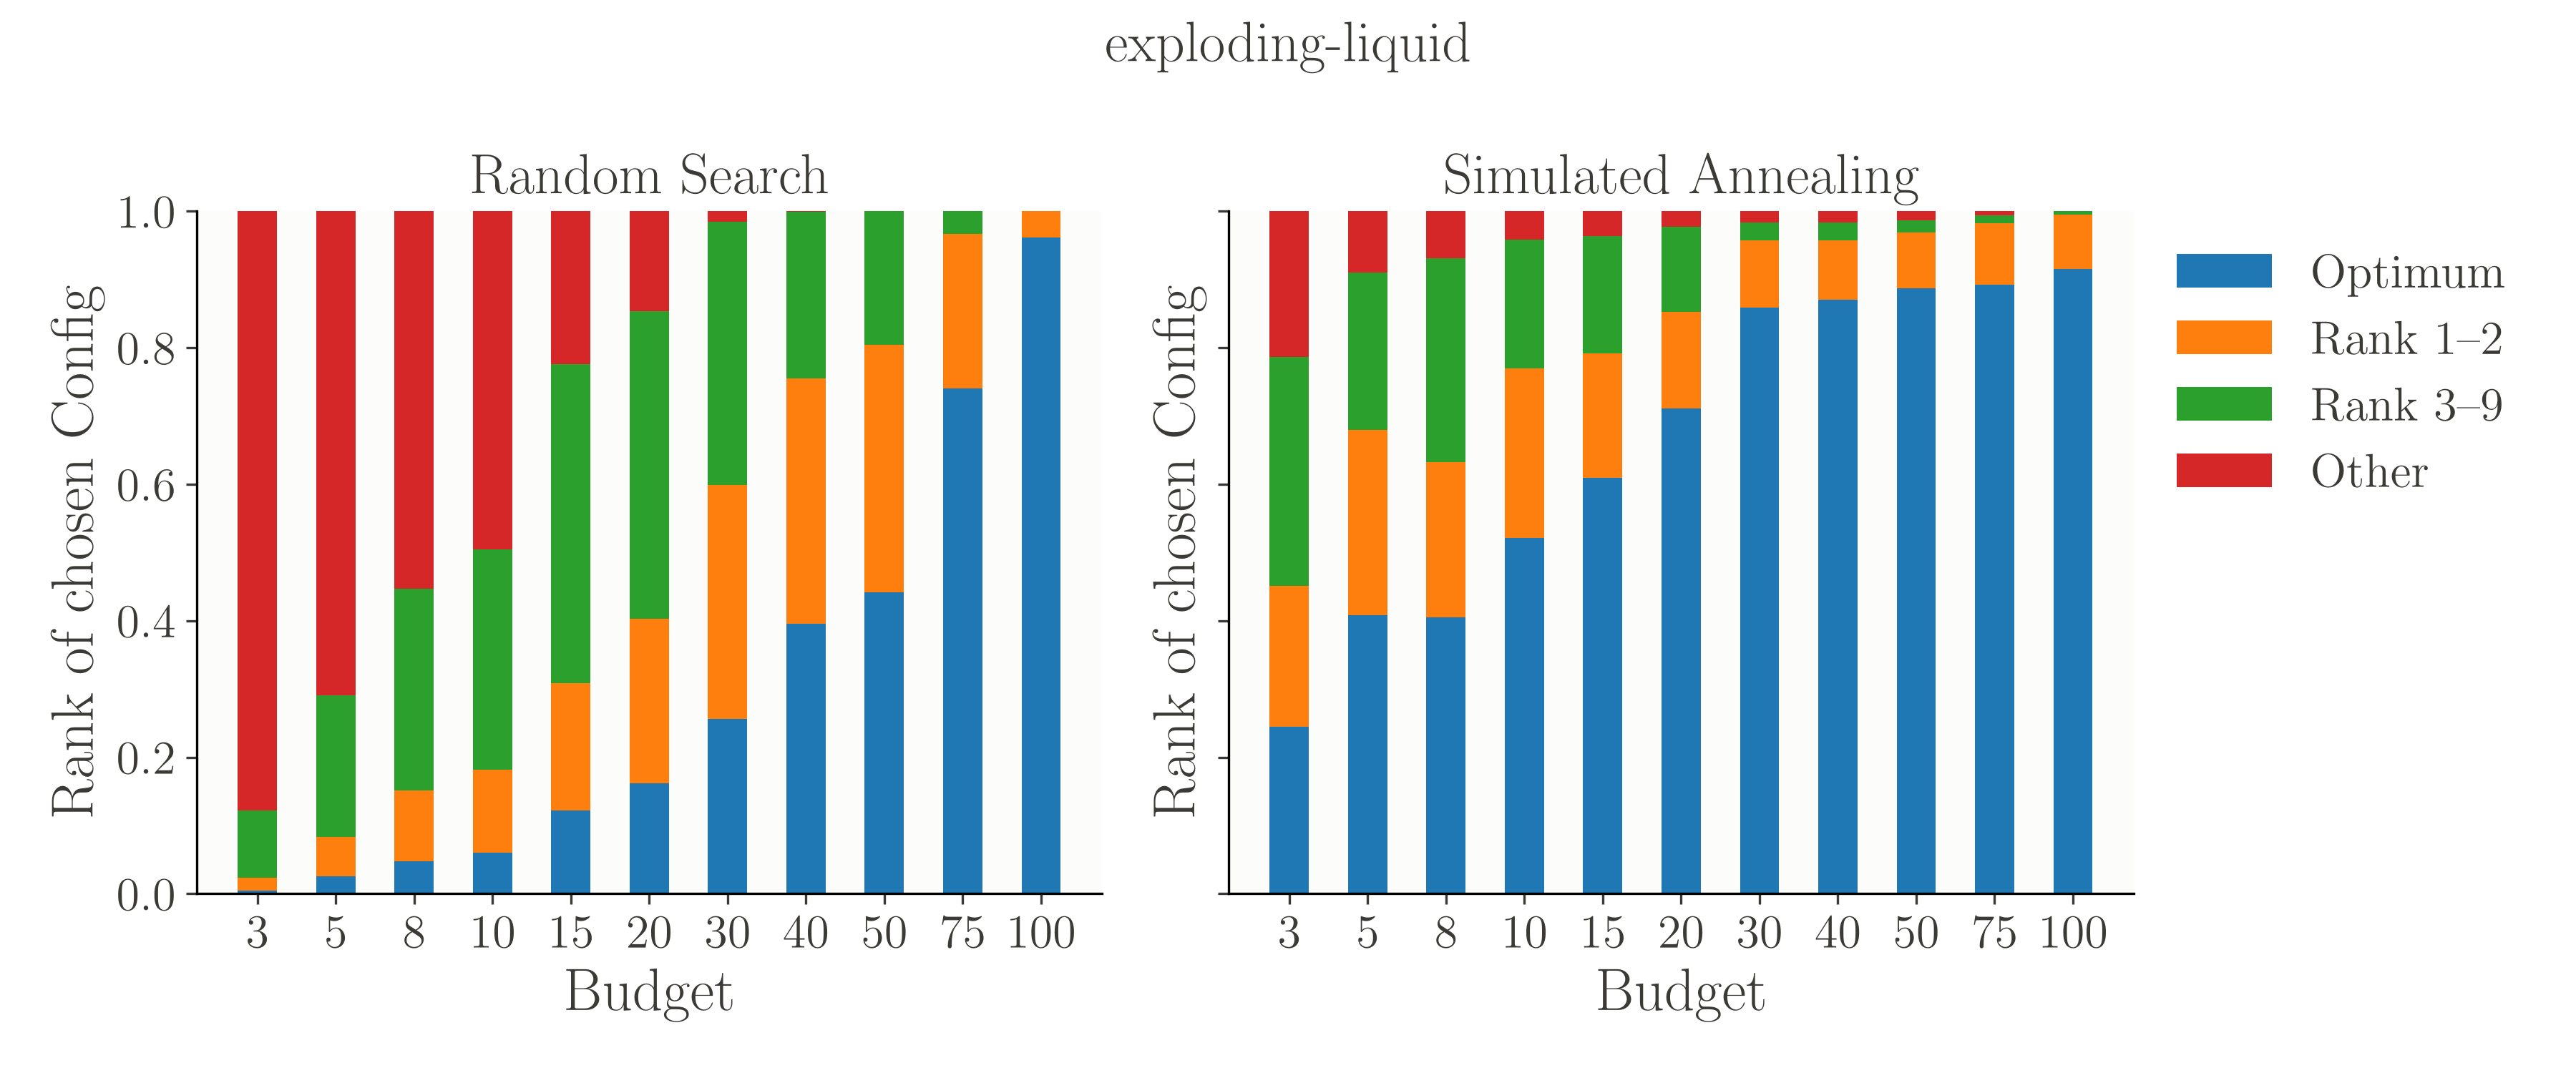 exploding-liquid
Random Search
Rank of chosen Config
1.0
0.8
0.6
0.4
0.2
0.0
3 5 8 10 15 20 30 40 50 75 100
Budget
Simulated Annealing
Rank of chosen Config
3 5 8 10 15 20 30 40 50 75 100
Budget
Optimum
Rank 1–2
Rank 3–9
Other